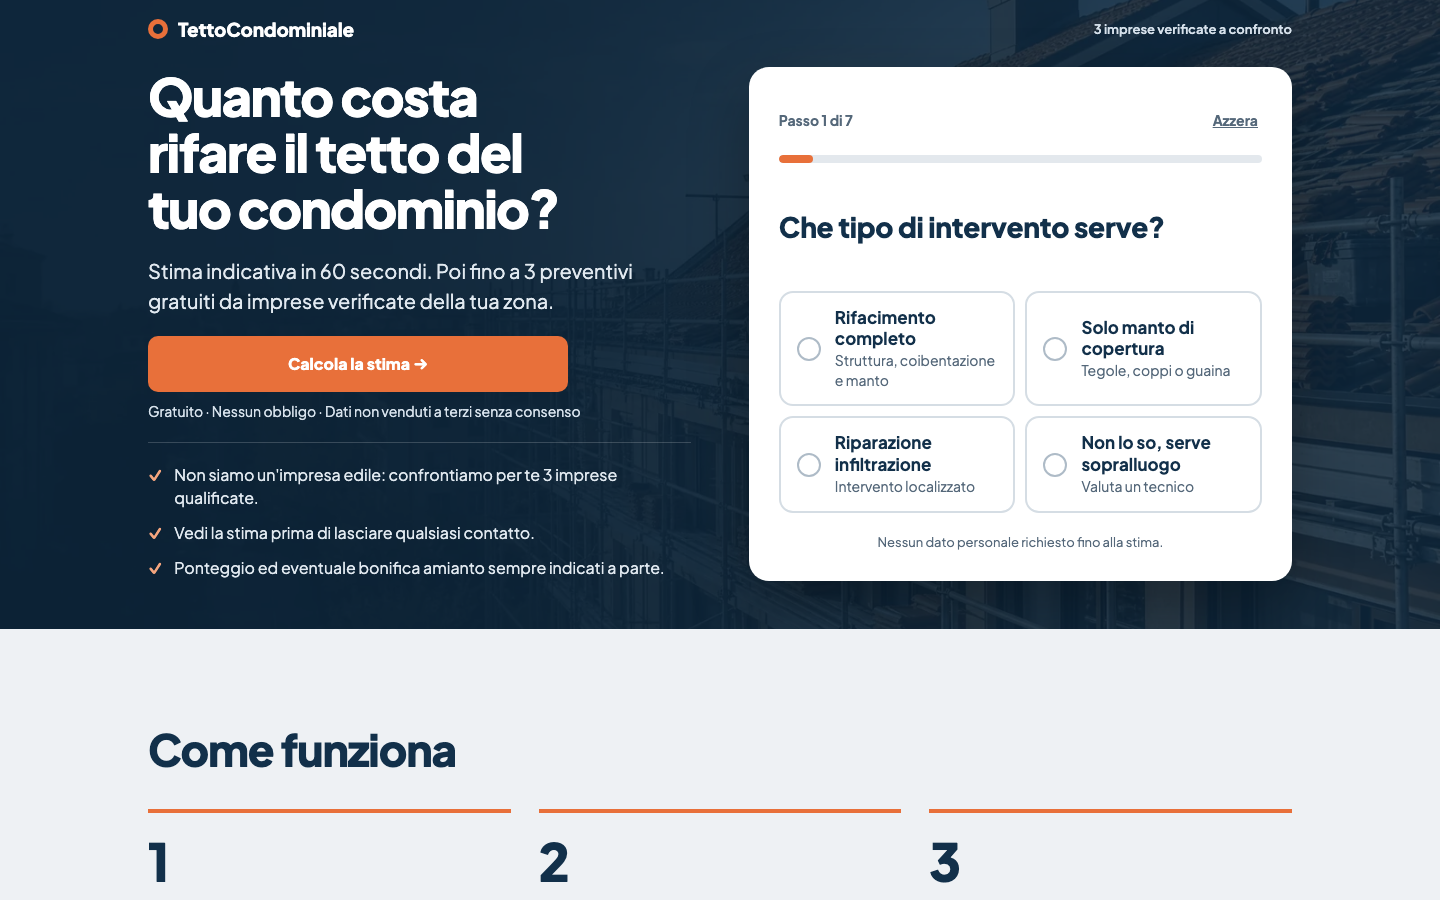 TettoCondominiale
3 imprese verificate a confronto
Quanto costa
rifare il tetto del
tuo condominio?
Stima indicativa in 60 secondi. Poi fino a 3 preventivi
gratuiti da imprese verificate della tua zona.
Calcola la stima →
Gratuito · Nessun obbligo · Dati non venduti a terzi senza consenso
Non siamo un'impresa edile: confrontiamo per te 3 imprese
qualificate.
Vedi la stima prima di lasciare qualsiasi contatto.
Ponteggio ed eventuale bonifica amianto sempre indicati a parte.
Passo 1 di 7
Azzera
Che tipo di intervento serve?
Rifacimento
completo
Struttura, coibentazione
e manto
Solo manto di
copertura
Tegole, coppi o guaina
Riparazione
infiltrazione
Intervento localizzato
Non lo so, serve
sopralluogo
Valuta un tecnico
Nessun dato personale richiesto fino alla stima.
Come funziona
1
2
3